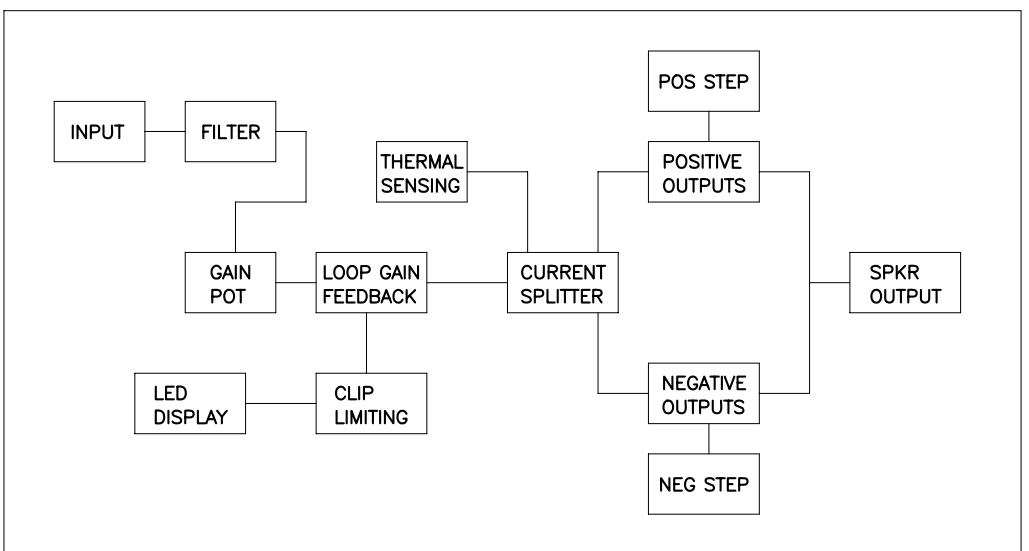 POS STEP
INPUT
FILTER
THERMAL
SENSING
POSITIVE
OUTPUTS
GAIN
POT
LOOP GAIN
FEEDBACK
CURRENT
SPLITTER
SPKR
OUTPUT
LED
DISPLAY
CLIP
LIMITING
NEGATIVE
OUTPUTS
NEG STEP